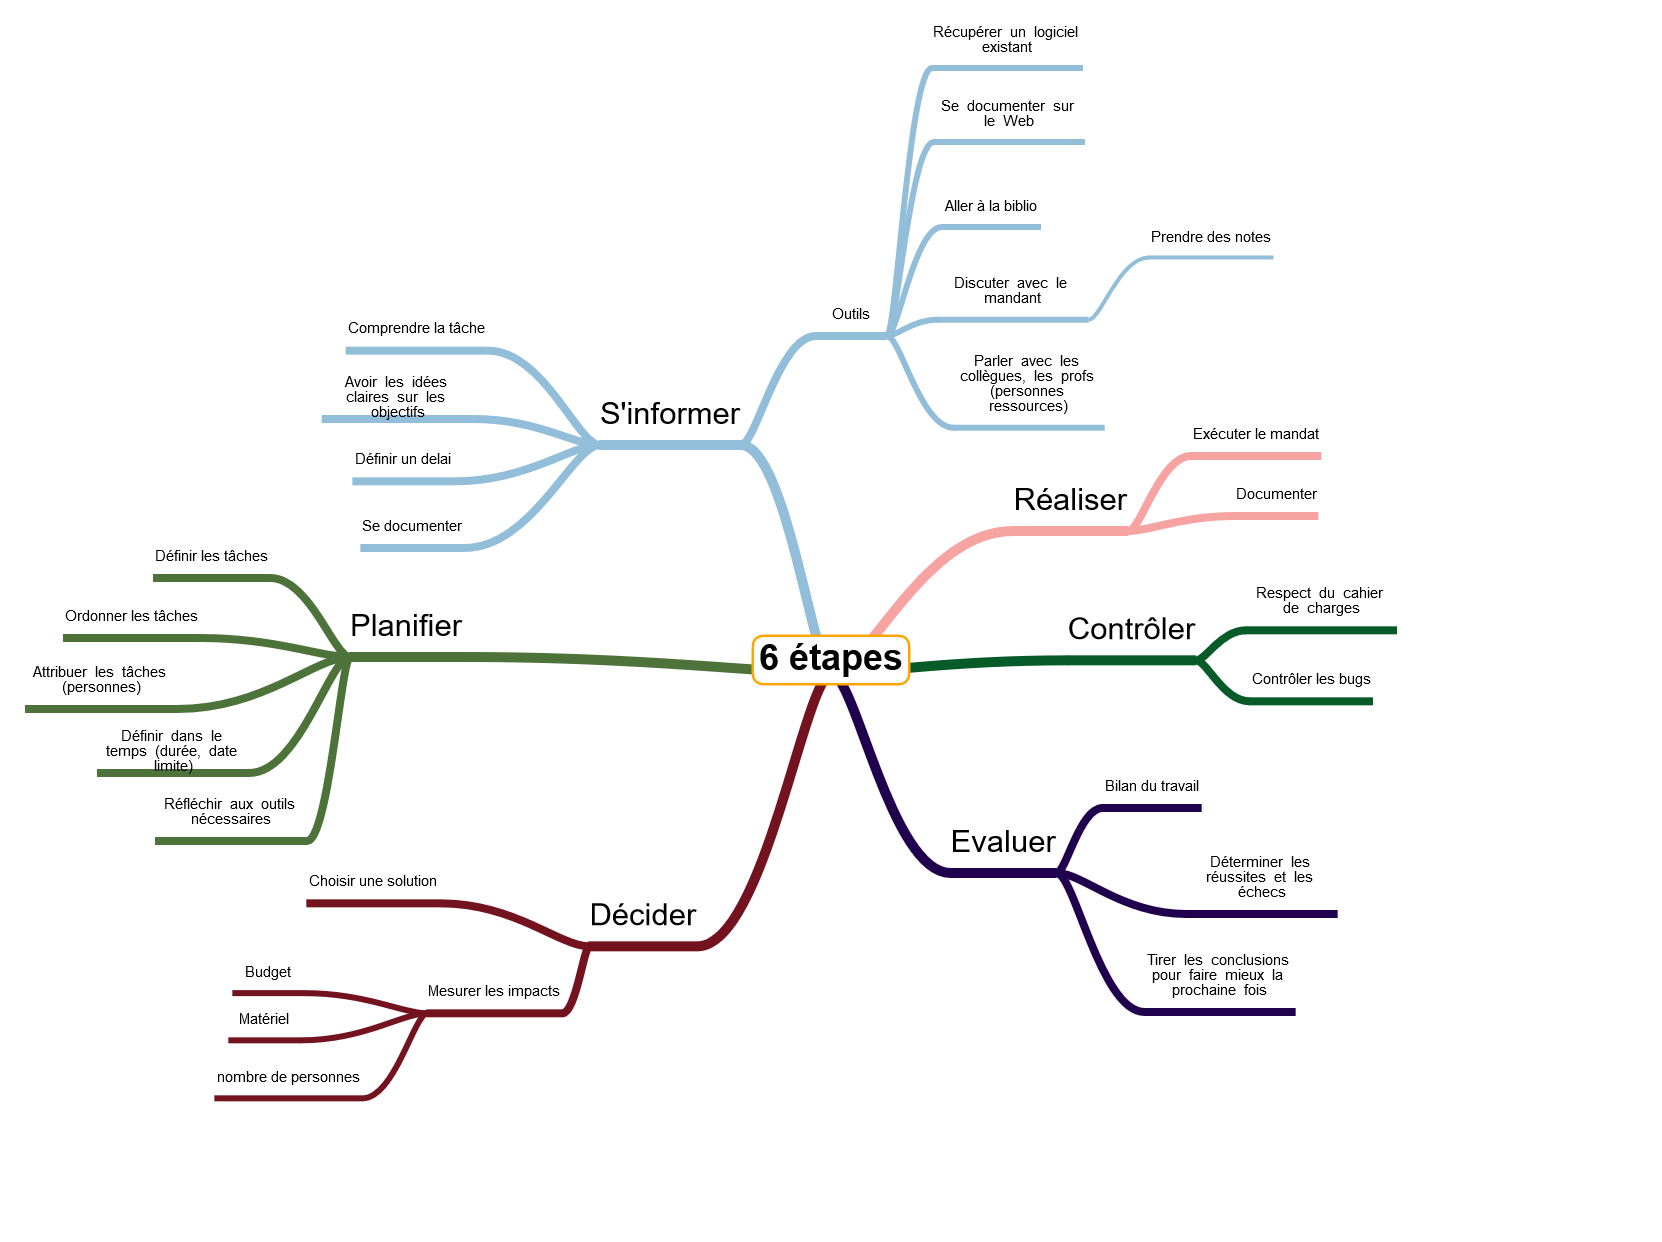 6 étapes
S'informer
Comprendre la tâche
Avoir les idées
claires sur les
objectifs
Définir un delai
Se documenter
Outils
Récupérer un logiciel
existant
Se documenter sur
le Web
Aller à la biblio
Discuter avec le
mandant
Prendre des notes
Parler avec les
collègues, les profs
(personnes
ressources)
Planifier
Définir les tâches
Ordonner les tâches
Attribuer les tâches
(personnes)
Définir dans le
temps (durée, date
limite)
Réfléchir aux outils
nécessaires
Décider
Choisir une solution
Mesurer les impacts
Budget
Matériel
nombre de personnes
Réaliser
Exécuter le mandat
Documenter
Contrôler
Respect du cahier
de charges
Contrôler les bugs
Evaluer
Bilan du travail
Déterminer les
réussites et les
échecs
Tirer les conclusions
pour faire mieux la
prochaine fois